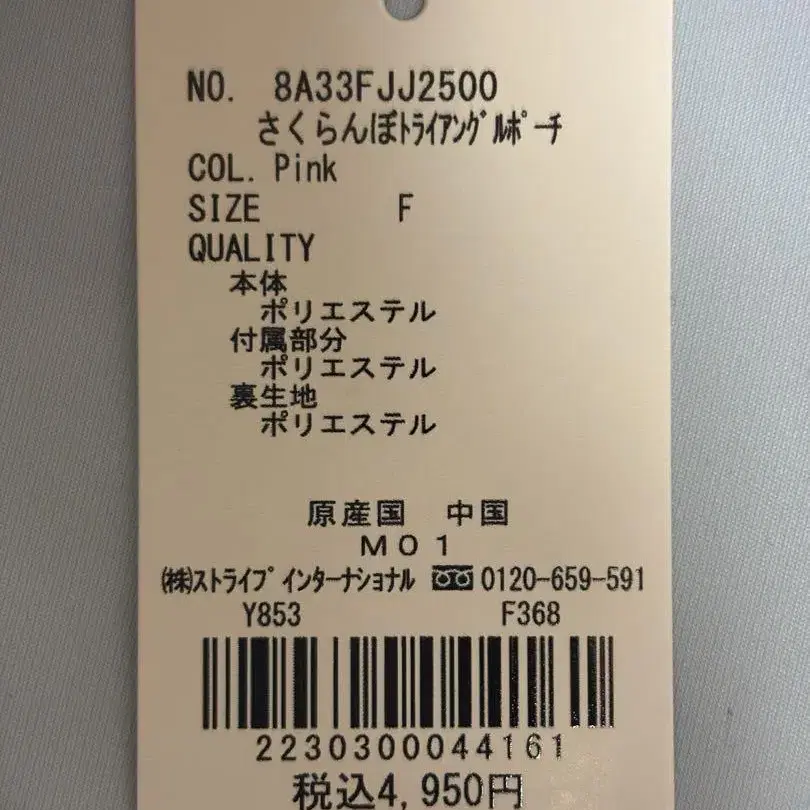 NO. 8A33FJJ2500
さくらんぼﾄﾗｲｱﾝｸﾞﾙﾎﾟｰﾁ
COL. Pink
SIZE F
QUALITY
本体
ポリエステル
付属部分
ポリエステル
裏生地
ポリエステル
原産国 中国
M01
㈱ｽﾄﾗｲﾌﾟｲﾝﾀｰﾅｼｮﾅﾙ 0120-659-591
Y853 F368
2230300044161
税込4,950円